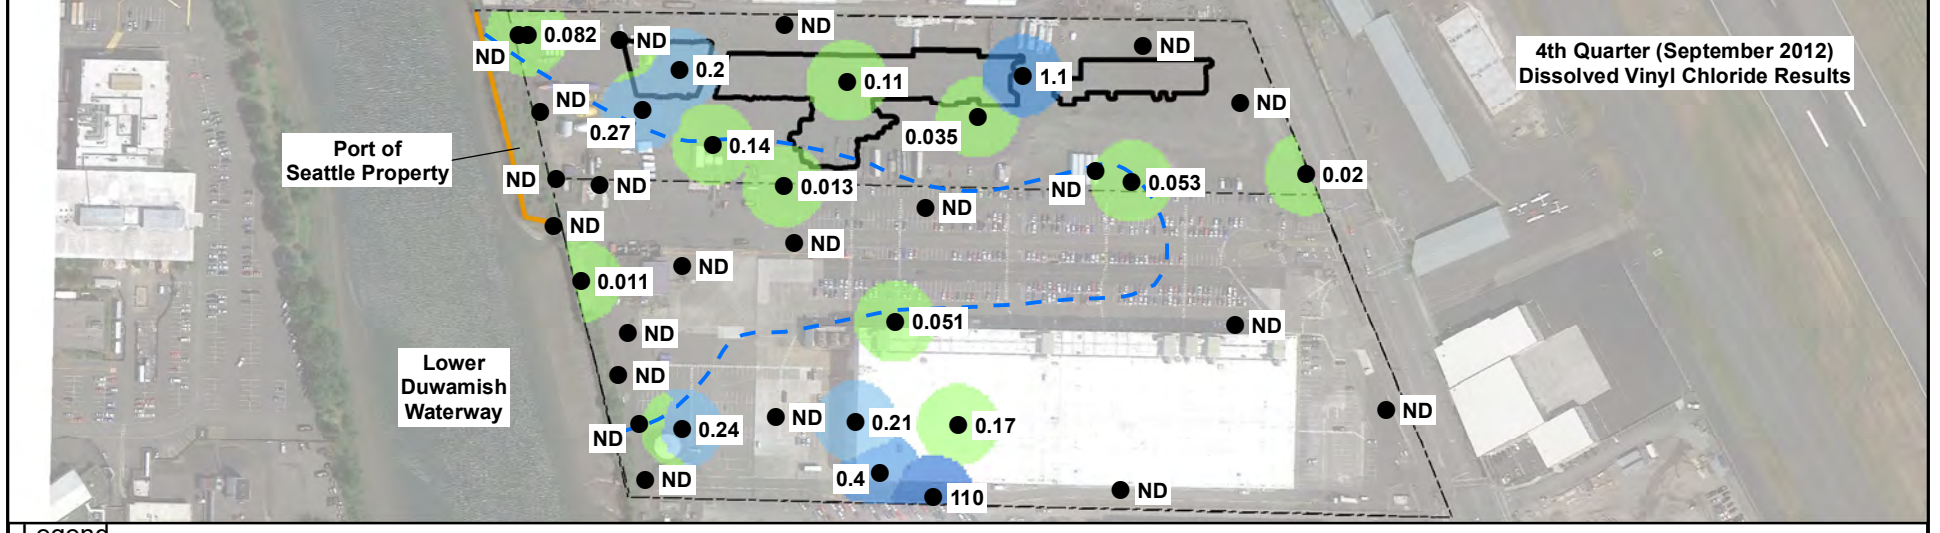 ND
0.082
ND
ND
ND
4th Quarter (September 2012)
Dissolved Vinyl Chloride Results
0.2
0.11
1.1
ND
ND
0.27
0.14
0.035
Port of
Seattle Property
ND
ND
0.013
ND
0.053
0.02
ND
ND
ND
ND
0.011
0.051
ND
ND
Lower
Duwamish
Waterway
ND
ND
0.24
ND
0.21
0.17
ND
ND
0.4
110
ND
Legend